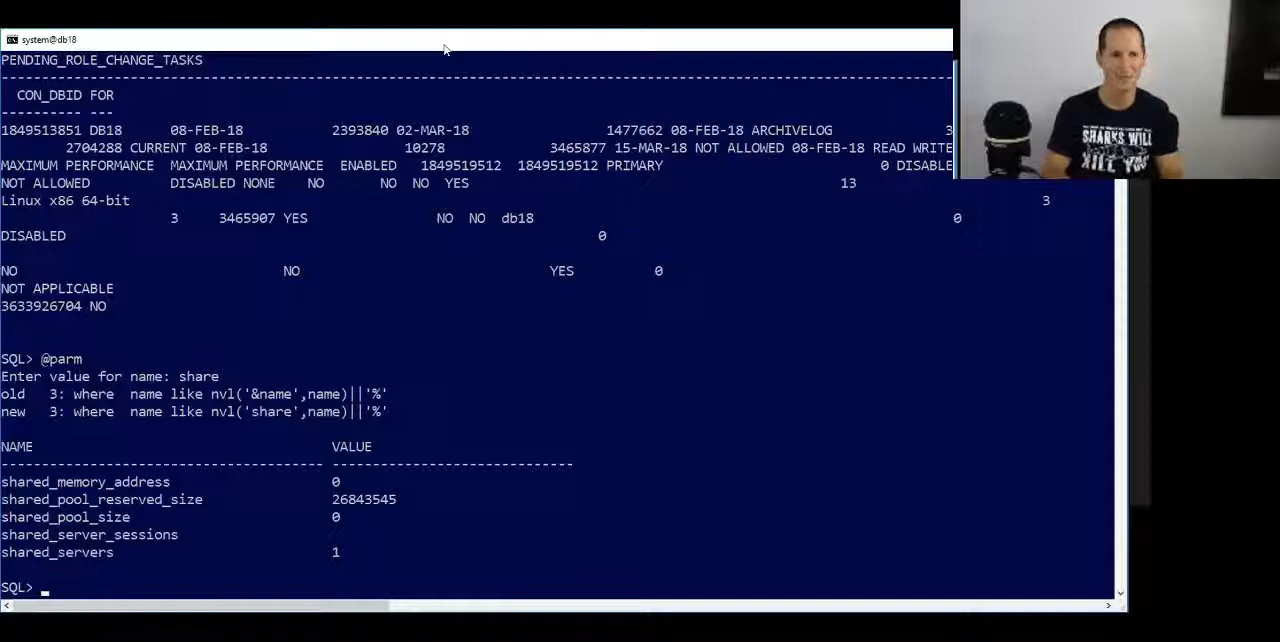 system@db18
PENDING_ROLE_CHANGE_TASKS
--------------------------------------------------------------------------------
CON_DBID FOR
---------- ---
1849513851 DB18 08-FEB-18 2393840 02-MAR-18 1477662 08-FEB-18 ARCHIVELOG 3
2704288 CURRENT 08-FEB-18 10278 3465877 15-MAR-18 NOT ALLOWED 08-FEB-18 READ WRITE
MAXIMUM PERFORMANCE MAXIMUM PERFORMANCE ENABLED 1849519512 1849519512 PRIMARY 0 DISABLE
NOT ALLOWED DISABLED NONE NO NO NO YES 13
Linux x86 64-bit 3
3 3465907 YES NO NO db18 0
DISABLED 0
NO NO YES 0
NOT APPLICABLE
3633926704 NO
SQL> @parm
Enter value for name: share
old 3: where name like nvl('&name',name)||'%'
new 3: where name like nvl('share',name)||'%'
NAME VALUE
---------------------------------------- ------------------------------
shared_memory_address 0
shared_pool_reserved_size 26843545
shared_pool_size 0
shared_server_sessions
shared_servers 1
SQL> _
SHARKS WILL
KILL YOU